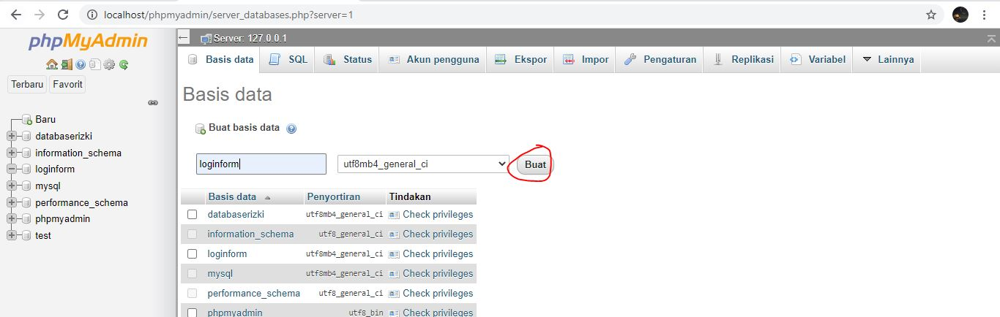 localhost/phpmyadmin/server_databases.php?server=1
phpMyAdmin
Server: 127.0.0.1
Basis data SQL Status Akun pengguna Ekspor Impor Pengaturan Replikasi Variabel Lainnya
Terbaru Favorit
Baru
databaserizki
information_schema
loginform
mysql
performance_schema
phpmyadmin
test
Basis data
Buat basis data
loginform utf8mb4_general_ci Buat
Basis data Penyortiran Tindakan
databaserizki utf8mb4_general_ci Check privileges
information_schema utf8_general_ci Check privileges
loginform utf8mb4_general_ci Check privileges
mysql utf8mb4_general_ci Check privileges
performance_schema utf8_general_ci Check privileges
phpmyadmin utf8_bin Check privileges